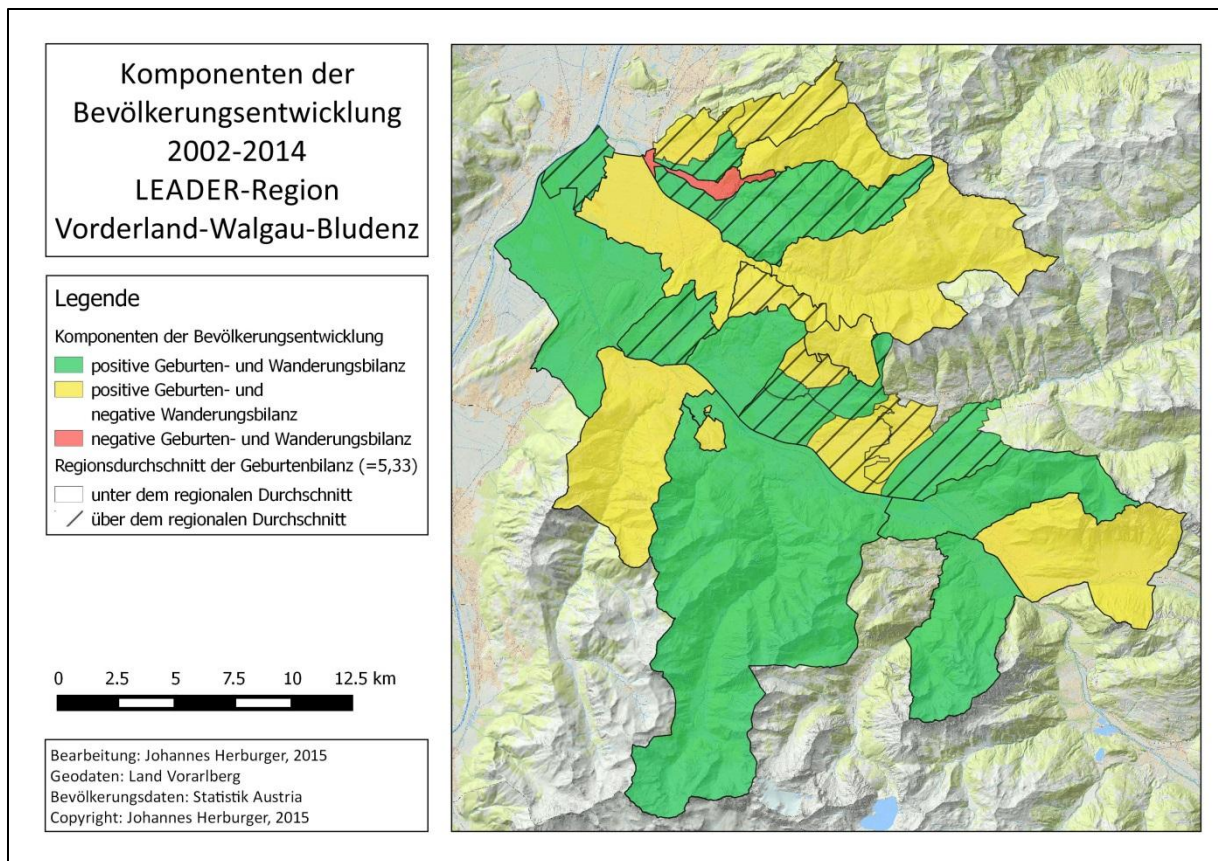 Komponenten der
Bevölkerungsentwicklung
2002-2014
LEADER-Region
Vorderland-Walgau-Bludenz
Legende
Komponenten der Bevölkerungsentwicklung
positive Geburten- und Wanderungsbilanz
positive Geburten- und
negative Wanderungsbilanz
negative Geburten- und Wanderungsbilanz
Regionsdurchschnitt der Geburtenbilanz (=5,33)
unter dem regionalen Durchschnitt
über dem regionalen Durchschnitt
0 2.5 5 7.5 10 12.5 km
Bearbeitung: Johannes Herburger, 2015
Geodaten: Land Vorarlberg
Bevölkerungsdaten: Statistik Austria
Copyright: Johannes Herburger, 2015